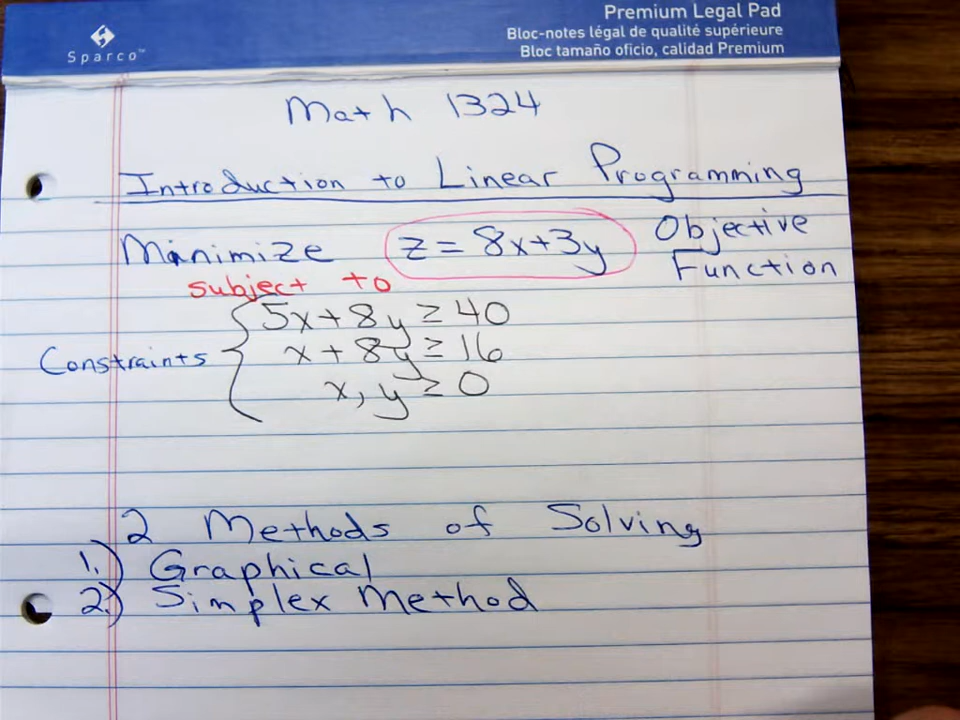 Premium Legal Pad
Bloc-notes légal de qualité supérieure
Bloc tamaño oficio, calidad Premium
Sparco™
Math 1324
Introduction to Linear Programming
Minimize z = 8x+3y Objective Function
subject to
Constraints
5x+8y ≥ 40
x+8y ≥ 16
x, y ≥ 0
2 Methods of Solving
1.) Graphical
2.) Simplex Method